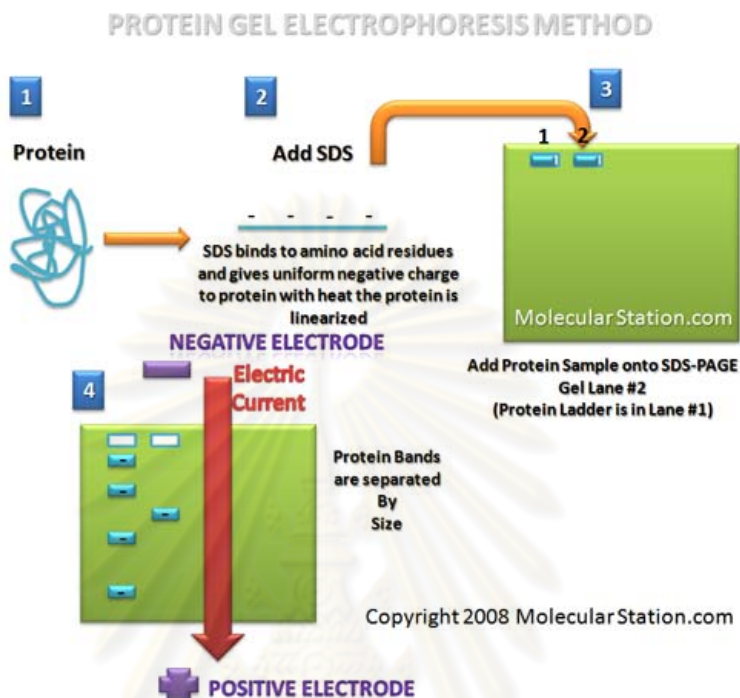 PROTEIN GEL ELECTROPHORESIS METHOD
1
Protein
2
Add SDS
- - - -
SDS binds to amino acid residues
and gives uniform negative charge
to protein with heat the protein is
linearized
3
1 2
MolecularStation.com
Add Protein Sample onto SDS-PAGE
Gel Lane #2
(Protein Ladder is in Lane #1)
4
NEGATIVE ELECTRODE
Electric
Current
Protein Bands
are separated
By
Size
POSITIVE ELECTRODE
Copyright 2008 MolecularStation.com